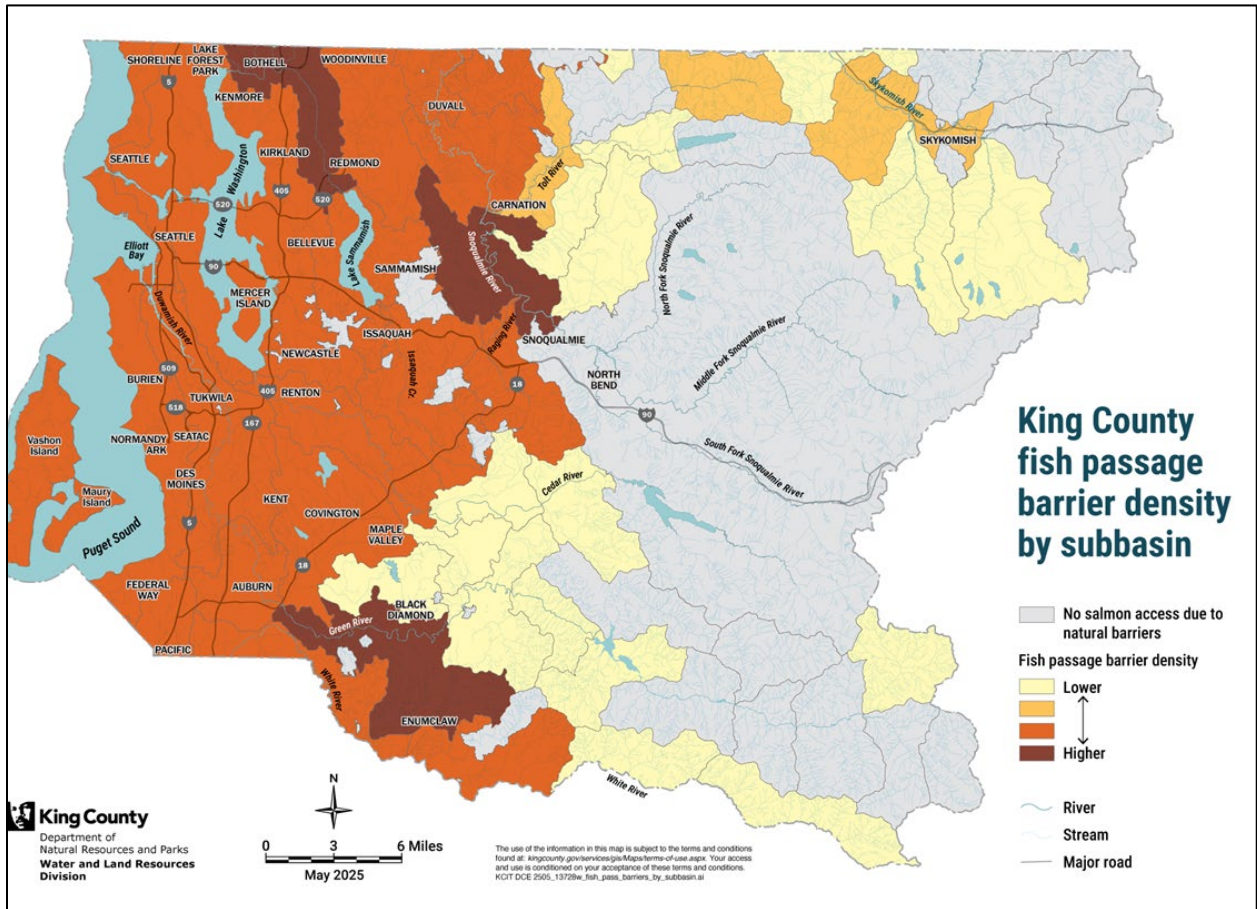 SHORELINE
LAKE
FOREST
PARK
BOTHELL
WOODINVILLE
5
KENMORE
DUVALL
SEATTLE
KIRKLAND
REDMOND
Lake Washington
405
520
520
CARNATION
Tolt River
Skykomish River
SKYKOMISH
SEATTLE
Elliott
Bay
BELLEVUE
Lake Sammamish
90
SAMMAMISH
Snoqualmie River
North Fork Snoqualmie River
MERCER
ISLAND
Duwamish River
ISSAQUAH
Raging River
SNOQUALMIE
NEWCASTLE
Issaquah Cr.
Middle Fork Snoqualmie River
NORTH
BEND
BURIEN
509
TUKWILA
405
RENTON
18
518
167
90
South Fork Snoqualmie River
Vashon
Island
NORMANDY
ARK
SEATAC
DES
MOINES
Maury
Island
KENT
Cedar River
COVINGTON
MAPLE
VALLEY
5
Puget Sound
18
FEDERAL
WAY
AUBURN
BLACK
DIAMOND
Green River
PACIFIC
White River
ENUMCLAW
White River
King County
fish passage
barrier density
by subbasin
No salmon access due to
natural barriers
Fish passage barrier density
Lower
Higher
River
Stream
Major road
King County
Department of
Natural Resources and Parks
Water and Land Resources
Division
N
0 3 6 Miles
May 2025
The use of the information in this map is subject to the terms and conditions
found at: kingcounty.gov/services/gis/Maps/terms-of-use.aspx. Your access
and use is conditioned on your acceptance of these terms and conditions.
KCIT DCE 2505_13728w_fish_pass_barriers_by_subbasin.ai